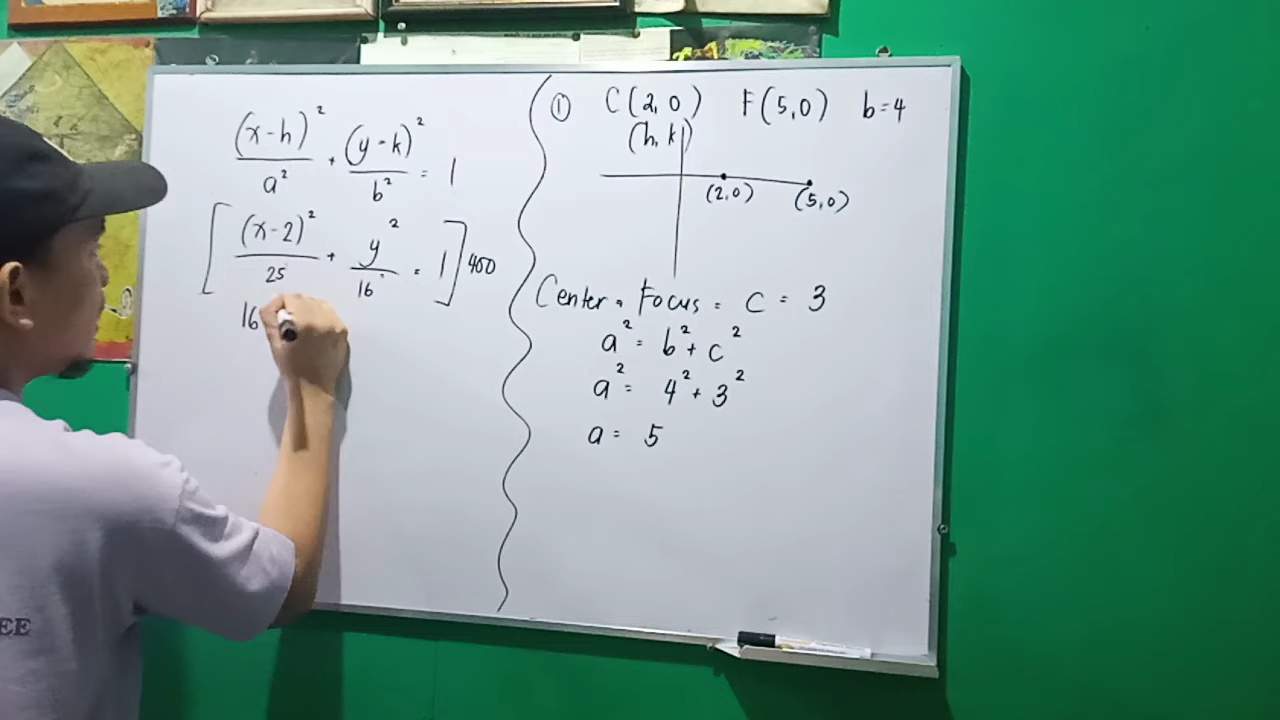 (x-h)² / a² + (y-k)² / b² = 1
[ (x-2)² / 25 + y² / 16 = 1 ] 400
16
① C(2,0) F(5,0) b=4
(h,k)
(2,0) (5,0)
Center - Focus = C = 3
a² = b² + c²
a² = 4² + 3²
a = 5
EE